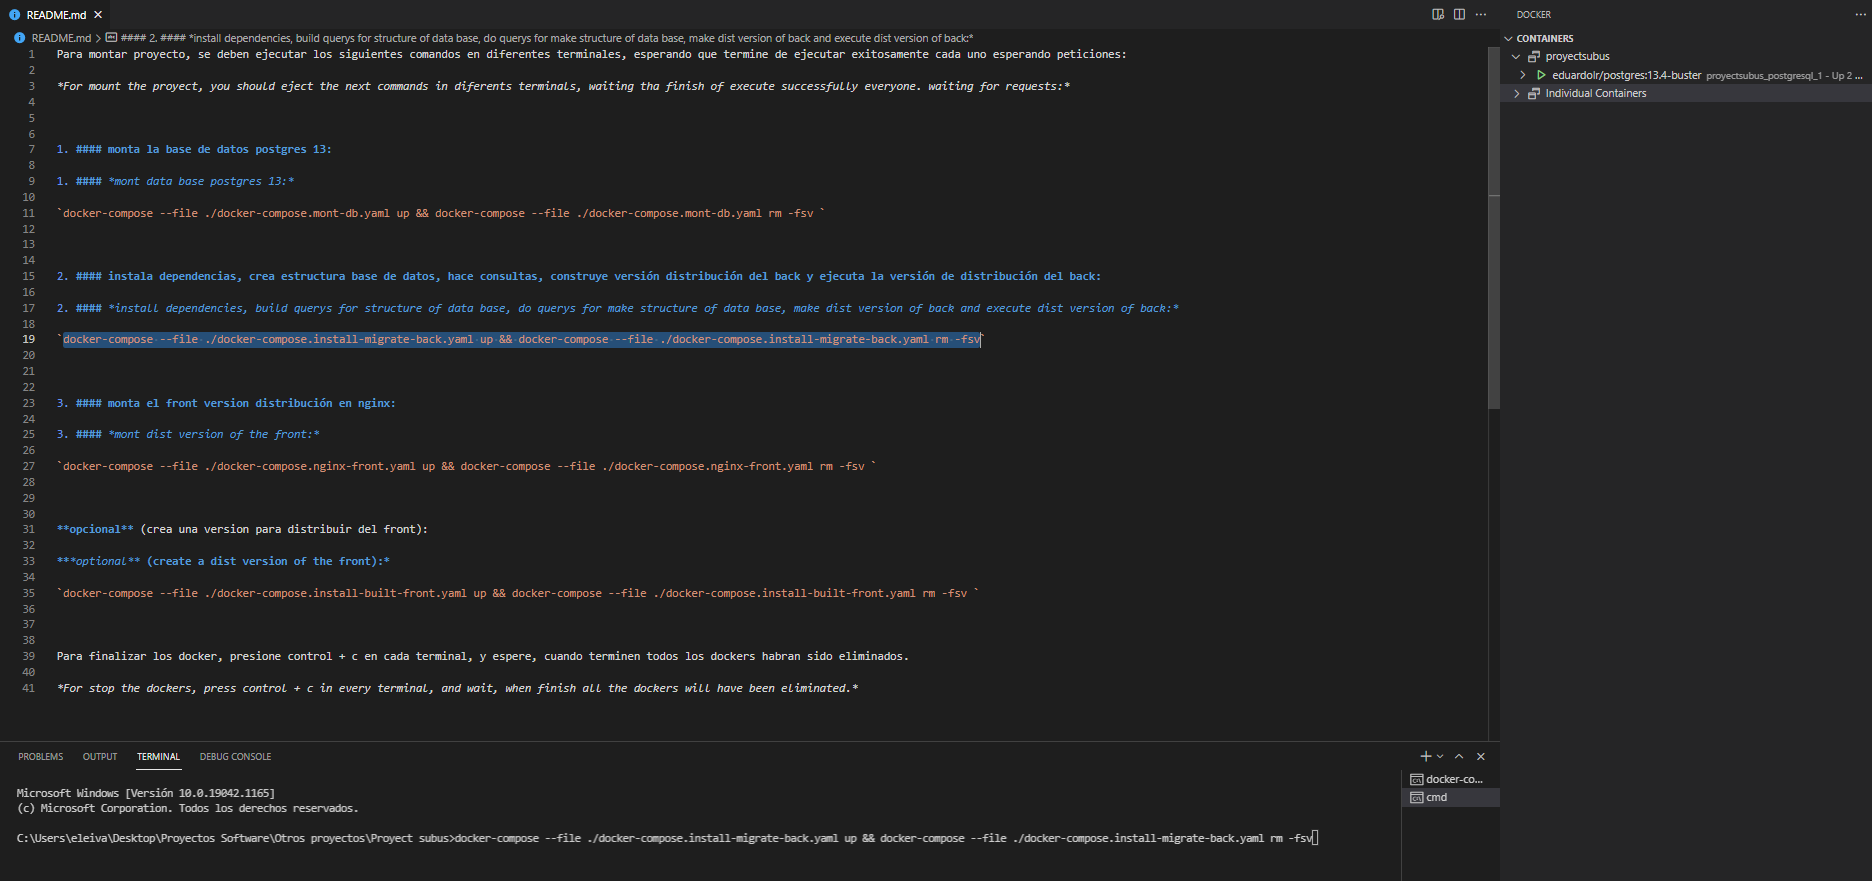 README.md ×
DOCKER
README.md > #### 2. #### *install dependencies, build querys for structure of data base, do querys for make structure of data base, make dist version of back and execute dist version of back:*
CONTAINERS
proyectsubus
eduardolr/postgres:13.4-buster proyectsubus_postgresql_1 - Up 2 ...
Individual Containers
1 Para montar proyecto, se deben ejecutar los siguientes comandos en diferentes terminales, esperando que termine de ejecutar exitosamente cada uno esperando peticiones:
2
3 *For mount the proyect, you should eject the next commands in diferents terminals, waiting tha finish of execute successfully everyone. waiting for requests:*
4
5
6
7 1. #### monta la base de datos postgres 13:
8
9 1. #### *mont data base postgres 13:*
10
11 `docker-compose --file ./docker-compose.mont-db.yaml up && docker-compose --file ./docker-compose.mont-db.yaml rm -fsv `
12
13
14
15 2. #### instala dependencias, crea estructura base de datos, hace consultas, construye versión distribución del back y ejecuta la versión de distribución del back:
16
17 2. #### *install dependencies, build querys for structure of data base, do querys for make structure of data base, make dist version of back and execute dist version of back:*
18
19 `docker-compose --file ./docker-compose.install-migrate-back.yaml up && docker-compose --file ./docker-compose.install-migrate-back.yaml rm -fsv`
20
21
22
23 3. #### monta el front version distribución en nginx:
24
25 3. #### *mont dist version of the front:*
26
27 `docker-compose --file ./docker-compose.nginx-front.yaml up && docker-compose --file ./docker-compose.nginx-front.yaml rm -fsv `
28
29
30
31 **opcional** (crea una version para distribuir del front):
32
33 ***optional** (create a dist version of the front):*
34
35 `docker-compose --file ./docker-compose.install-built-front.yaml up && docker-compose --file ./docker-compose.install-built-front.yaml rm -fsv `
36
37
38
39 Para finalizar los docker, presione control + c en cada terminal, y espere, cuando terminen todos los dockers habran sido eliminados.
40
41 *For stop the dockers, press control + c in every terminal, and wait, when finish all the dockers will have been eliminated.*
PROBLEMS OUTPUT TERMINAL DEBUG CONSOLE
docker-co...
cmd
Microsoft Windows [Versión 10.0.19042.1165]
(c) Microsoft Corporation. Todos los derechos reservados.
C:\Users\eleiva\Desktop\Proyectos Software\Otros proyectos\Proyect subus>docker-compose --file ./docker-compose.install-migrate-back.yaml up && docker-compose --file ./docker-compose.install-migrate-back.yaml rm -fsv